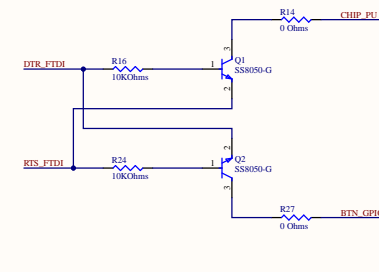 R14
CHIP_PU
0 Ohms
3
DTR_FTDI
R16
1
Q1
SS8050-G
10KOhms
2
2
RTS_FTDI
R24
1
Q2
SS8050-G
10KOhms
3
R27
BTN_GPI
0 Ohms